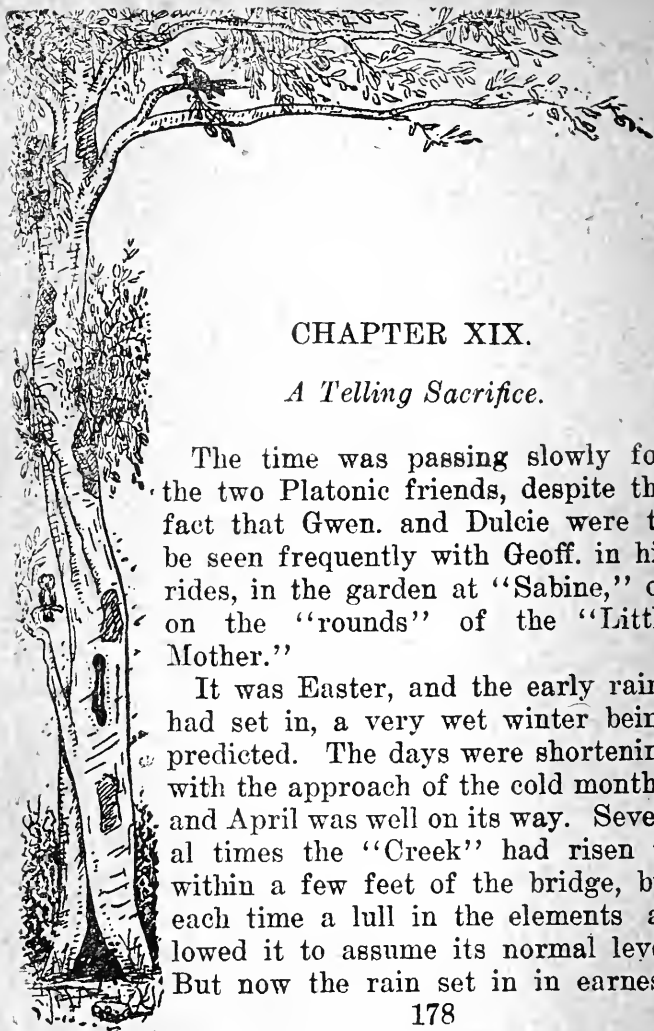 CHAPTER XIX.
A Telling Sacrifice.
The time was passing slowly fo
the two Platonic friends, despite th
fact that Gwen. and Dulcie were t
be seen frequently with Geoff. in hi
rides, in the garden at "Sabine," o
on the "rounds" of the "Littl
Mother."
It was Easter, and the early rain
had set in, a very wet winter bein
predicted. The days were shortenin
with the approach of the cold month
and April was well on its way. Seve
al times the "Creek" had risen
within a few feet of the bridge, b
each time a lull in the elements a
lowed it to assume its normal leve
But now the rain set in in earnes
178